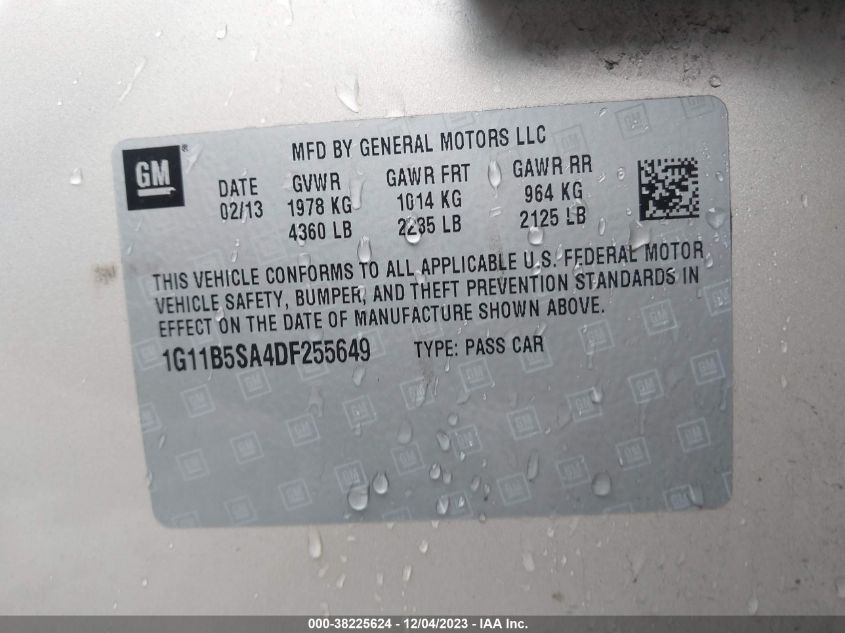 MFD BY GENERAL MOTORS LLC
GM®
DATE GVWR GAWR FRT GAWR RR
02/13 1978 KG 1014 KG 964 KG
4360 LB 2235 LB 2125 LB
THIS VEHICLE CONFORMS TO ALL APPLICABLE U.S. FEDERAL MOTOR
VEHICLE SAFETY, BUMPER, AND THEFT PREVENTION STANDARDS IN
EFFECT ON THE DATE OF MANUFACTURE SHOWN ABOVE.
1G11B5SA4DF255649 TYPE: PASS CAR
000-38225624 - 12/04/2023 - IAA Inc.